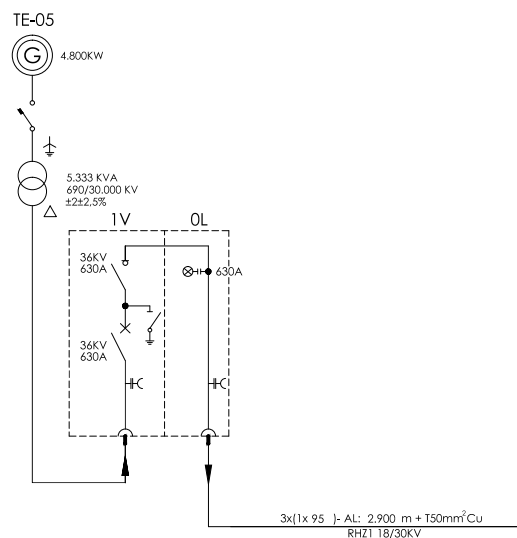 TE-05
G
4.800KW
5.333 KVA
690/30.000 KV
±2±2.5%
1V
0L
36KV
630A
630A
36KV
630A
3x(1x 95 )- AL: 2.900 m + T50mm²Cu
RHZ1 18/30KV